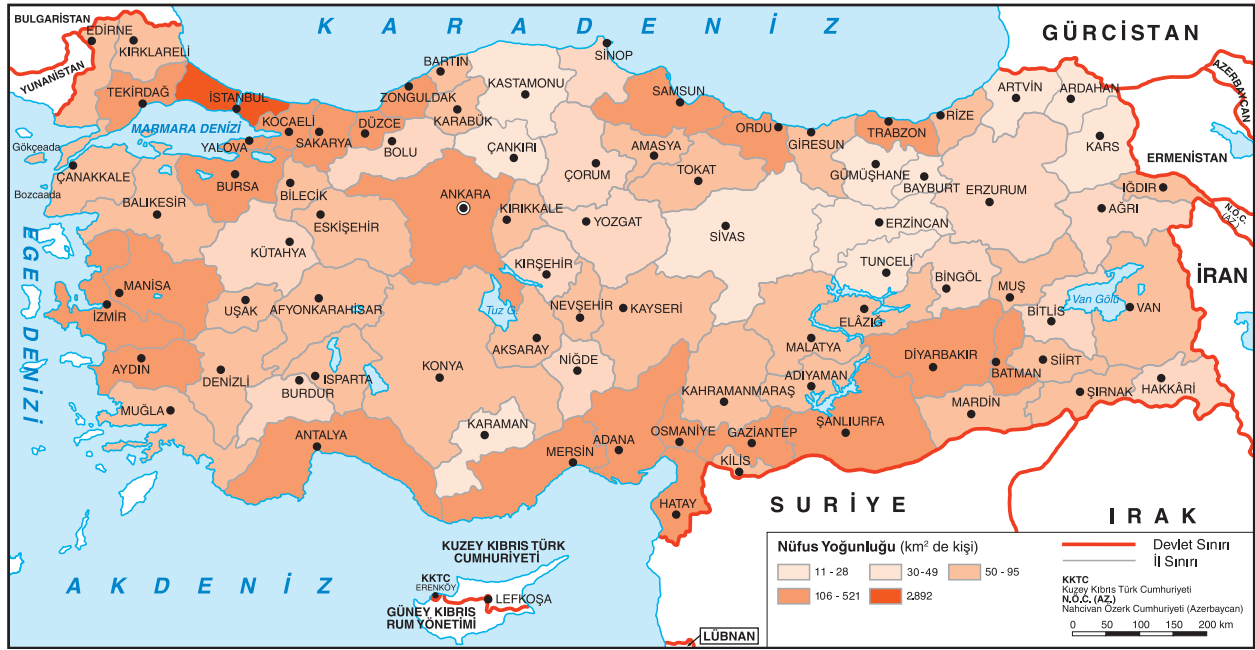 BULGARİSTAN
K A R A D E N İ Z
GÜRCİSTAN
EDİRNE
KIRKLARELİ
YUNANİSTAN
TEKİRDAĞ
İSTANBUL
MARMARA DENİZİ
KOCAELİ
SAKARYA
YALOVA
DÜZCE
ZONGULDAK
BARTIN
KARABÜK
BOLU
KASTAMONU
ÇANKIRI
SİNOP
SAMSUN
AMASYA
ÇORUM
TOKAT
ORDU
GİRESUN
TRABZON
RİZE
ARTVİN
ARDAHAN
KARS
AZERBAYCAN
ERMENİSTAN
GÜMÜŞHANE
BAYBURT
ERZURUM
IĞDIR
AĞRI
N.Ö.C.
(AZ.)
İRAN
Gökçeada
ÇANAKKALE
Bozcaada
BALIKESİR
BURSA
BİLECİK
ESKİŞEHİR
KÜTAHYA
ANKARA
KIRIKKALE
YOZGAT
SİVAS
ERZİNCAN
TUNCELİ
BİNGÖL
MUŞ
BİTLİS
Van Gölü
VAN
EGE DENİZİ
MANİSA
İZMİR
UŞAK
AFYONKARAHİSAR
Tuz G.
KIRŞEHİR
NEVŞEHİR
KAYSERİ
AKSARAY
NİĞDE
MALATYA
ELÂZIĞ
ADIYAMAN
DİYARBAKIR
BATMAN
SİİRT
ŞIRNAK
HAKKÂRİ
MARDİN
AYDIN
DENİZLİ
MUĞLA
BURDUR
ISPARTA
KONYA
ANTALYA
KARAMAN
MERSİN
ADANA
OSMANİYE
KAHRAMANMARAŞ
GAZİANTEP
KİLİS
ŞANLIURFA
HATAY
S U R İ Y E
I R A K
A K D E N İ Z
KUZEY KIBRIS TÜRK
CUMHURİYETİ
KKTC
ERENKÖY
LEFKOŞA
GÜNEY KIBRIS
RUM YÖNETİMİ
LÜBNAN
Nüfus Yoğunluğu (km² de kişi)
11 - 28
30-49
50 - 95
106 - 521
2.892
Devlet Sınırı
İl Sınırı
KKTC
Kuzey Kıbrıs Türk Cumhuriyeti
N.Ö.C. (AZ.)
Nahcivan Özerk Cumhuriyeti (Azerbaycan)
0 50 100 150 200 km